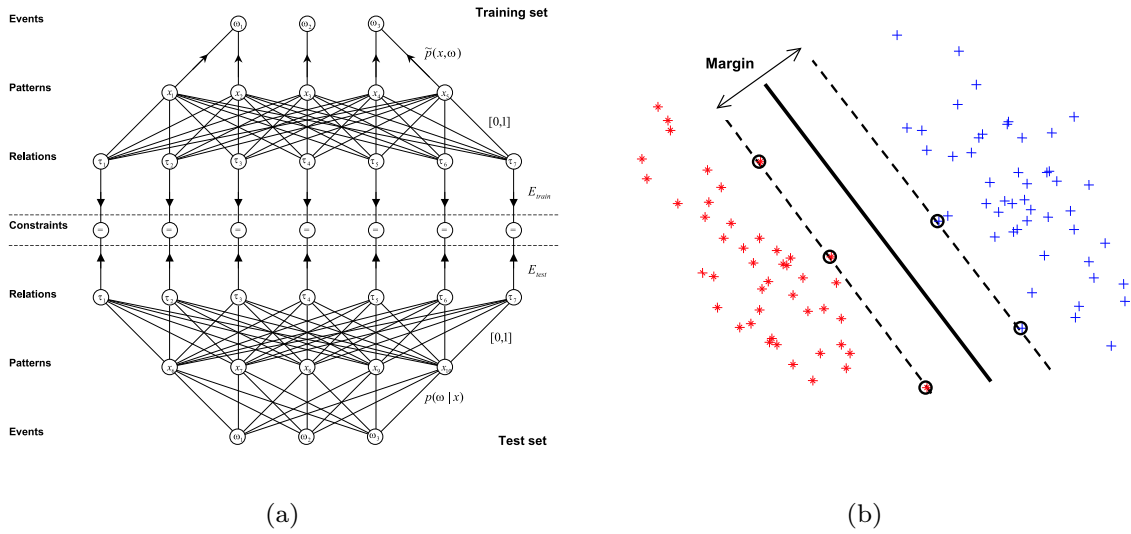 Events
Training set
ω₁ ω₂ ω₃
p̃(x,ω)
Patterns
x₁ x₂ x₃ x₄ x₅
[0,1]
Relations
τ₁ τ₂ τ₃ τ₄ τ₅ τ₆ τ₇
E_train
Constraints
= = = = = = =
E_test
Relations
τ₁ τ₂ τ₃ τ₄ τ₅ τ₆ τ₇
[0,1]
Patterns
x₆ x₇ x₈ x₉ x₁₀
p(ω | x)
Events
ω₁ ω₂ ω₃
Test set
(a)
Margin
(b)